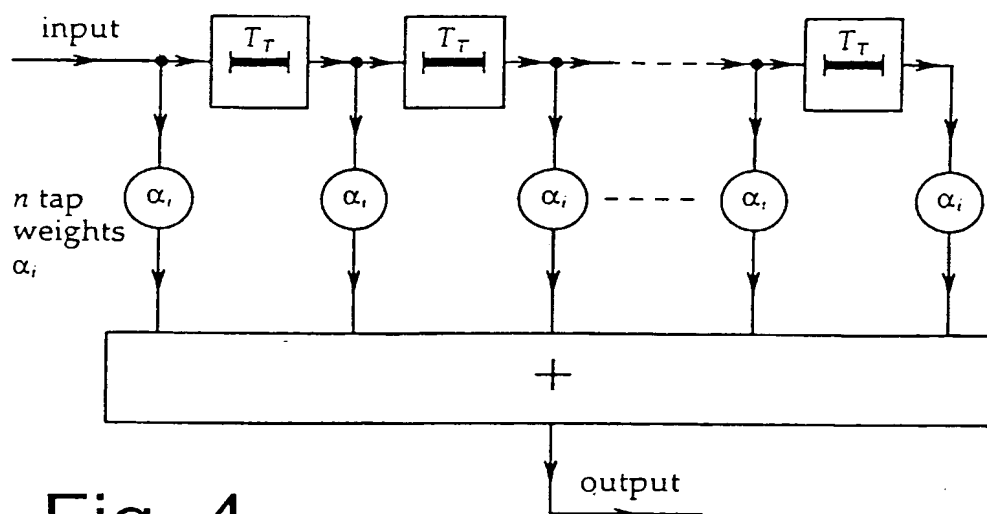 input
T_T T_T T_T
n tap
weights
α_i
α_i α_i α_i α_i α_i
+
output
Fig. 4